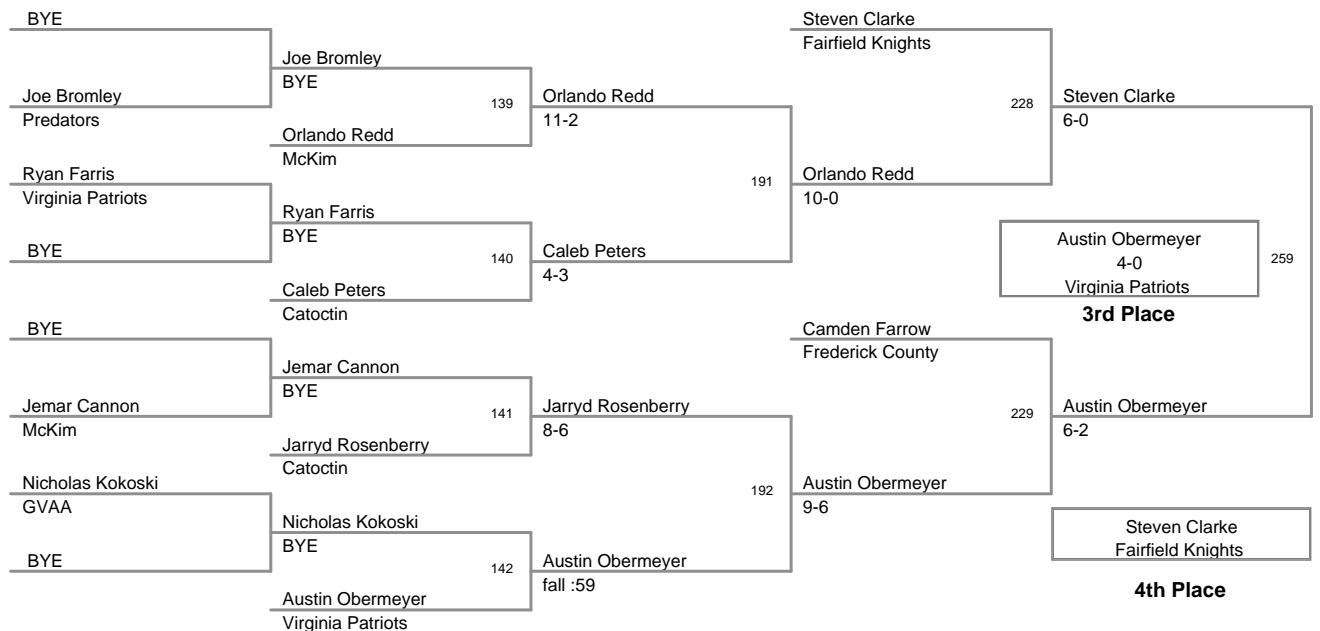 BYE
Joe Bromley
Predators
Ryan Farris
Virginia Patriots
BYE
BYE
Jemar Cannon
McKim
Nicholas Kokoski
GVAA
BYE
Joe Bromley
BYE
139
Orlando Redd
McKim
Ryan Farris
BYE
140
Caleb Peters
Catoctin
Jemar Cannon
BYE
141
Jarryd Rosenberry
Catoctin
Nicholas Kokoski
BYE
142
Austin Obermeyer
Virginia Patriots
Orlando Redd
11-2
191
Caleb Peters
4-3
Jarryd Rosenberry
8-6
192
Austin Obermeyer
fall :59
Steven Clarke
Fairfield Knights
228
Orlando Redd
10-0
Camden Farrow
Frederick County
229
Austin Obermeyer
9-6
Steven Clarke
6-0
Austin Obermeyer
4-0
Virginia Patriots
259
3rd Place
Austin Obermeyer
6-2
Steven Clarke
Fairfield Knights
4th Place